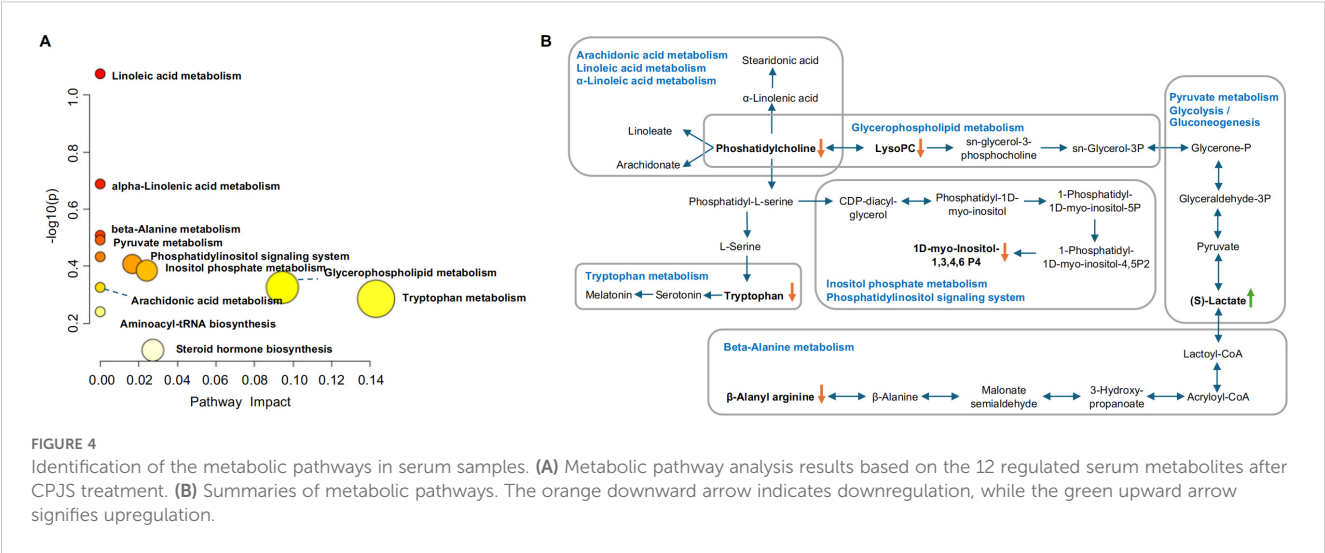 A
Linoleic acid metabolism
alpha-Linolenic acid metabolism
beta-Alanine metabolism
Pyruvate metabolism
Phosphatidylinositol signaling system
Inositol phosphate metabolism
Glycerophospholipid metabolism
Arachidonic acid metabolism
Tryptophan metabolism
Aminoacyl-tRNA biosynthesis
Steroid hormone biosynthesis
-log10(p)
1.0
0.8
0.6
0.4
0.2
0.00 0.02 0.04 0.06 0.08 0.10 0.12 0.14
Pathway Impact
B
Arachidonic acid metabolism
Linoleic acid metabolism
α-Linoleic acid metabolism
Stearidonic acid
α-Linolenic acid
Linoleate
Arachidonate
Glycerophospholipid metabolism
Phoshatidylcholine
LysoPC
sn-glycerol-3-
phosphocholine
sn-Glycerol-3P
Pyruvate metabolism
Glycolysis /
Gluconeogenesis
Glycerone-P
Glyceraldehyde-3P
Pyruvate
(S)-Lactate
Phosphatidyl-L-serine
L-Serine
CDP-diacyl-
glycerol
Phosphatidyl-1D-
myo-inositol
1-Phosphatidyl-
1D-myo-inositol-5P
1-Phosphatidyl-
1D-myo-inositol-4,5P2
1D-myo-Inositol-
1,3,4,6 P4
Inositol phosphate metabolism
Phosphatidylinositol signaling system
Tryptophan metabolism
Melatonin
Serotonin
Tryptophan
Beta-Alanine metabolism
Lactoyl-CoA
Acryloyl-CoA
3-Hydroxy-
propanoate
Malonate
semialdehyde
β-Alanine
β-Alanyl arginine
FIGURE 4
Identification of the metabolic pathways in serum samples. (A) Metabolic pathway analysis results based on the 12 regulated serum metabolites after
CPJS treatment. (B) Summaries of metabolic pathways. The orange downward arrow indicates downregulation, while the green upward arrow
signifies upregulation.